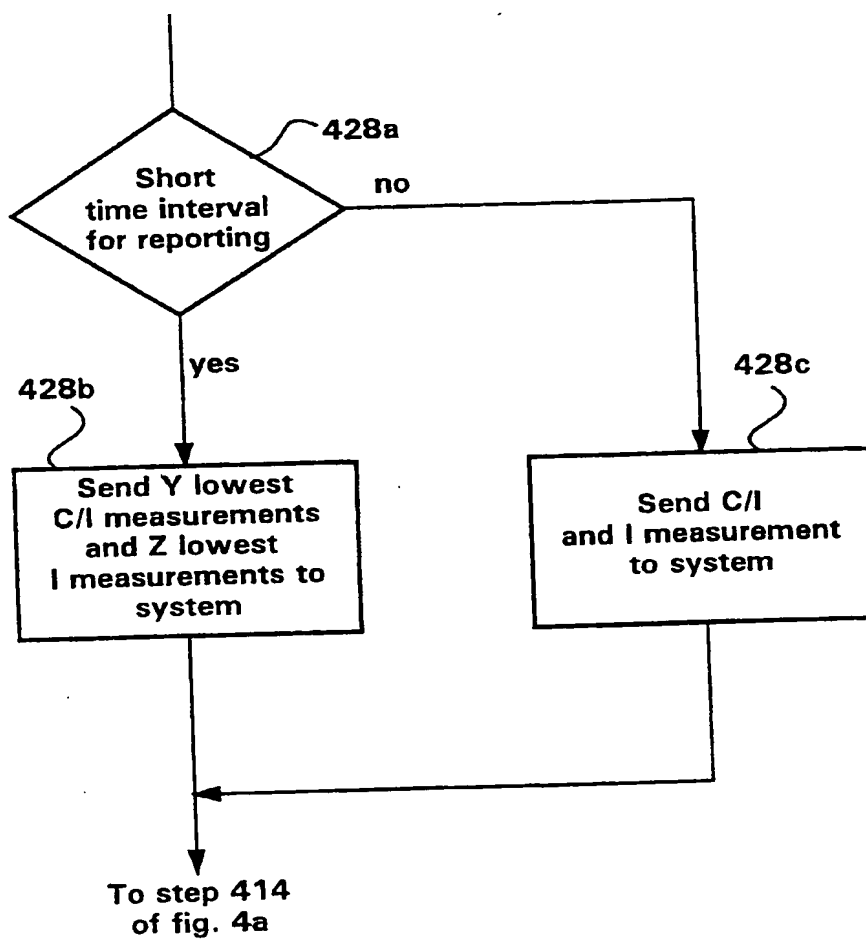 428a
Short
time interval
for reporting
no
yes
428b
428c
Send Y lowest
C/I measurements
and Z lowest
I measurements to
system
Send C/I
and I measurement
to system
To step 414
of fig. 4a